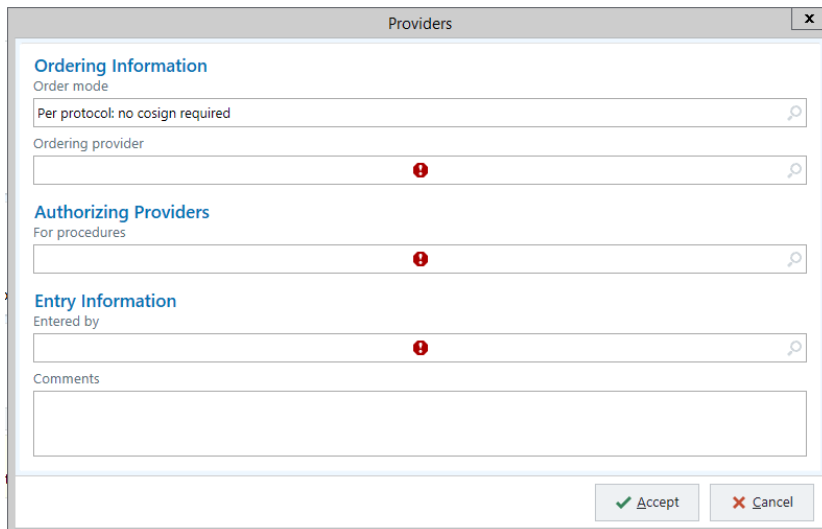 Providers
x
Ordering Information
Order mode
Per protocol: no cosign required
Ordering provider
Authorizing Providers
For procedures
Entry Information
Entered by
Comments
Accept
Cancel